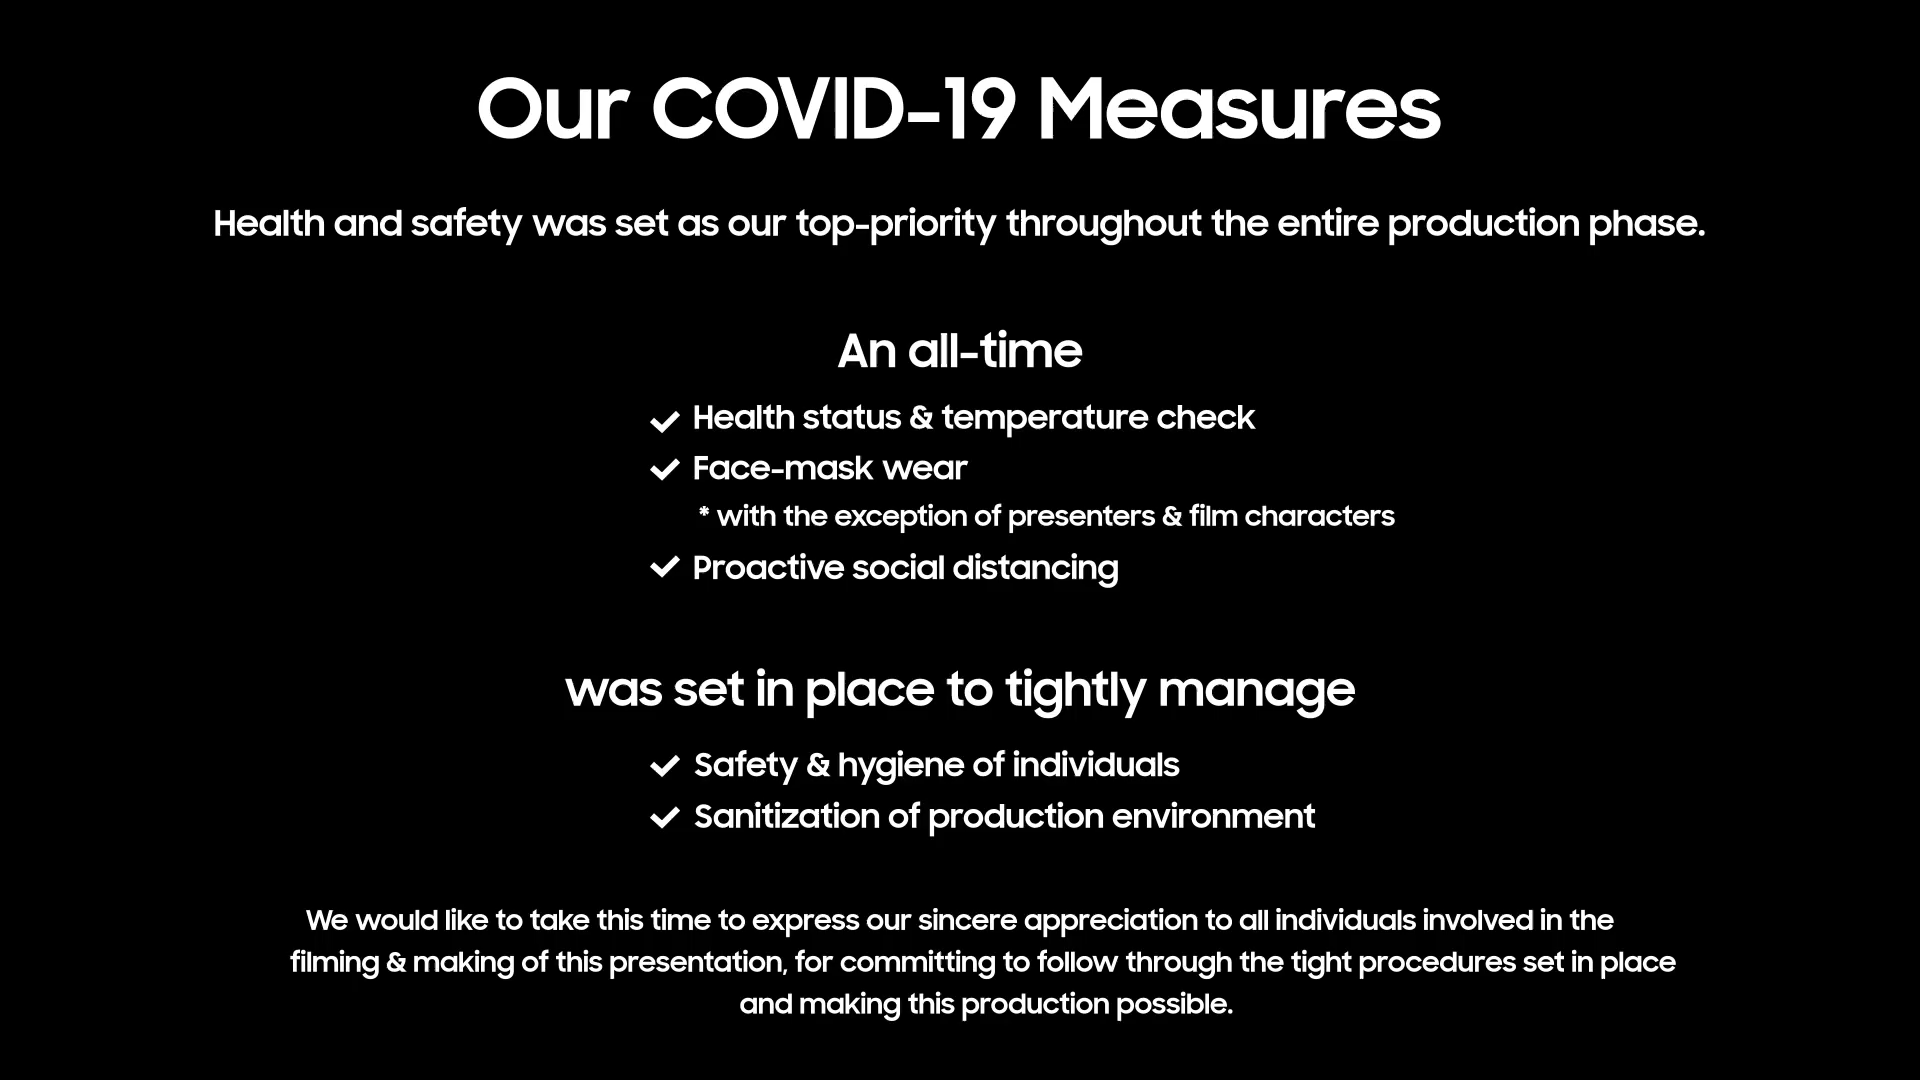 Our COVID-19 Measures
Health and safety was set as our top-priority throughout the entire production phase.
An all-time
Health status & temperature check
Face-mask wear
* with the exception of presenters & film characters
Proactive social distancing
was set in place to tightly manage
Safety & hygiene of individuals
Sanitization of production environment
We would like to take this time to express our sincere appreciation to all individuals involved in the
filming & making of this presentation, for committing to follow through the tight procedures set in place
and making this production possible.